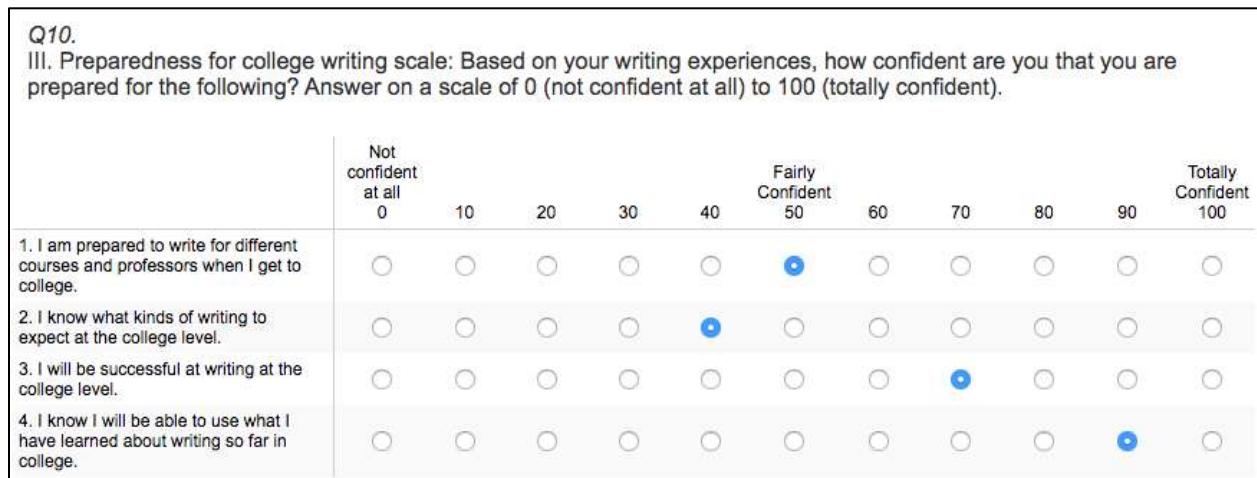 Q10.
III. Preparedness for college writing scale: Based on your writing experiences, how confident are you that you are
prepared for the following? Answer on a scale of 0 (not confident at all) to 100 (totally confident).
Not
confident
at all
0 10 20 30 40
Fairly
Confident
50 60 70 80 90
Totally
Confident
100
1. I am prepared to write for different
courses and professors when I get to
college.
2. I know what kinds of writing to
expect at the college level.
3. I will be successful at writing at the
college level.
4. I know I will be able to use what I
have learned about writing so far in
college.